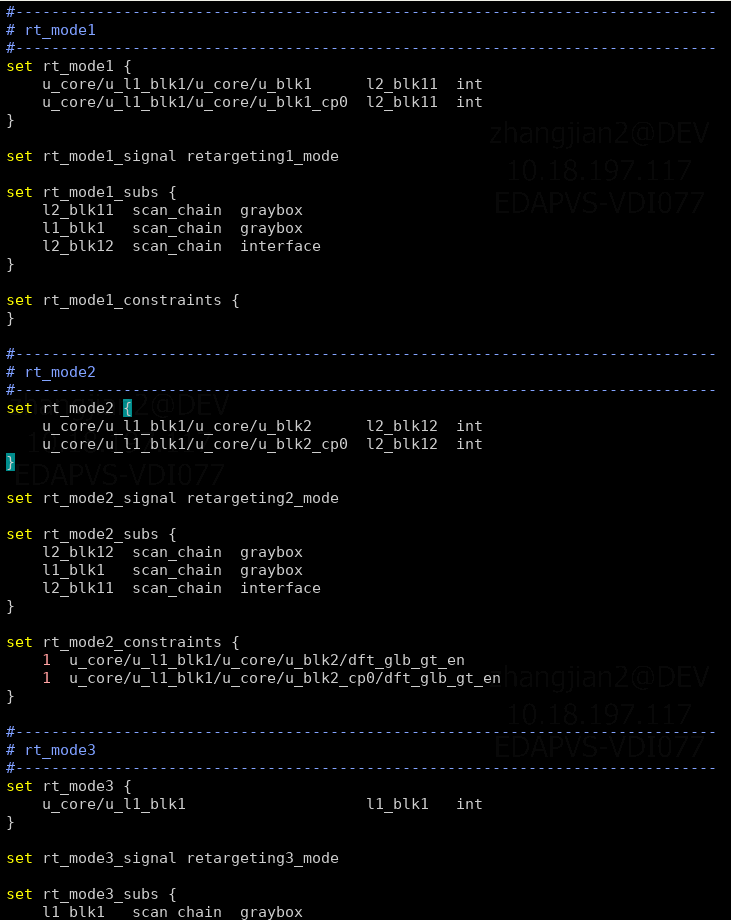 #------------------------------------------------------------------------------
# rt_mode1
#------------------------------------------------------------------------------
set rt_mode1 {
    u_core/u_l1_blk1/u_core/u_blk1      l2_blk11  int
    u_core/u_l1_blk1/u_core/u_blk1_cp0  l2_blk11  int
}

set rt_mode1_signal retargeting1_mode

set rt_mode1_subs {
    l2_blk11  scan_chain  graybox
    l1_blk1   scan_chain  graybox
    l2_blk12  scan_chain  interface
}

set rt_mode1_constraints {
}

#------------------------------------------------------------------------------
# rt_mode2
#------------------------------------------------------------------------------
set rt_mode2 {
    u_core/u_l1_blk1/u_core/u_blk2      l2_blk12  int
    u_core/u_l1_blk1/u_core/u_blk2_cp0  l2_blk12  int
}

set rt_mode2_signal retargeting2_mode

set rt_mode2_subs {
    l2_blk12  scan_chain  graybox
    l1_blk1   scan_chain  graybox
    l2_blk11  scan_chain  interface
}

set rt_mode2_constraints {
    1  u_core/u_l1_blk1/u_core/u_blk2/dft_glb_gt_en
    1  u_core/u_l1_blk1/u_core/u_blk2_cp0/dft_glb_gt_en
}

#------------------------------------------------------------------------------
# rt_mode3
#------------------------------------------------------------------------------
set rt_mode3 {
    u_core/u_l1_blk1                    l1_blk1   int
}

set rt_mode3_signal retargeting3_mode

set rt_mode3_subs {
    l1_blk1   scan_chain  graybox
zhangjian2@DEV
10.18.197.117
EDAPVS-VDI077
2@DEV
EDAPVS-VDI077
zhangjian2@DEV
10.18.197.117
EDAPVS-VDI077